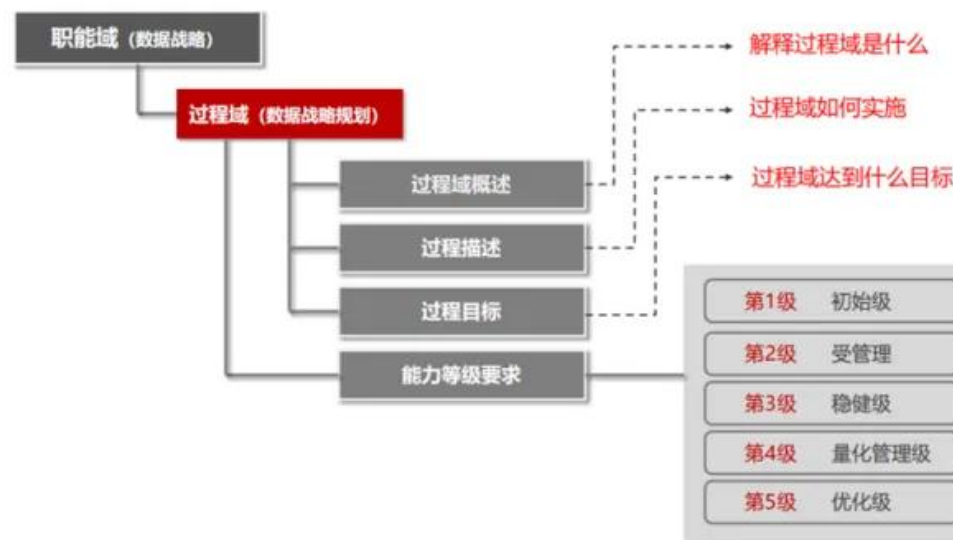 职能域（数据战略）
过程域（数据战略规划）
过程域概述
过程描述
过程目标
能力等级要求
解释过程域是什么
过程域如何实施
过程域达到什么目标
第1级 初始级
第2级 受管理
第3级 稳健级
第4级 量化管理级
第5级 优化级